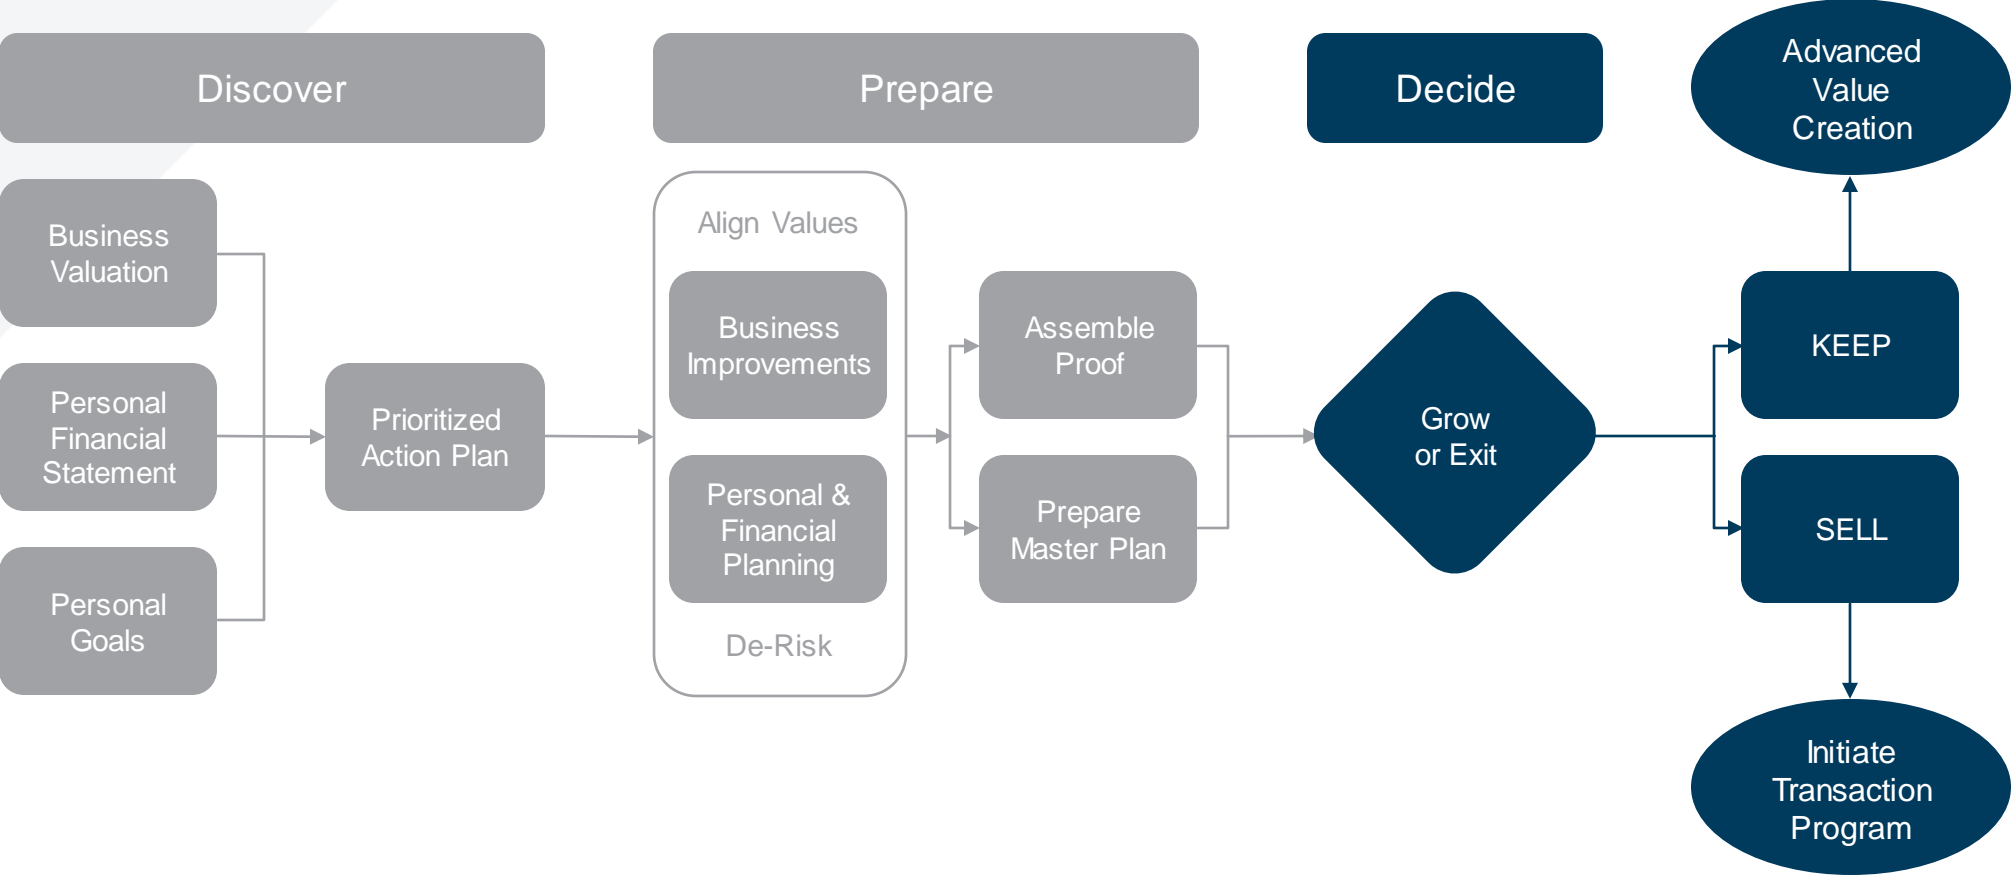 Discover
Prepare
Decide
Advanced
Value
Creation
Business
Valuation
Personal
Financial
Statement
Personal
Goals
Prioritized
Action Plan
Align Values
Business
Improvements
Personal &
Financial
Planning
De-Risk
Assemble
Proof
Prepare
Master Plan
Grow
or Exit
KEEP
SELL
Initiate
Transaction
Program